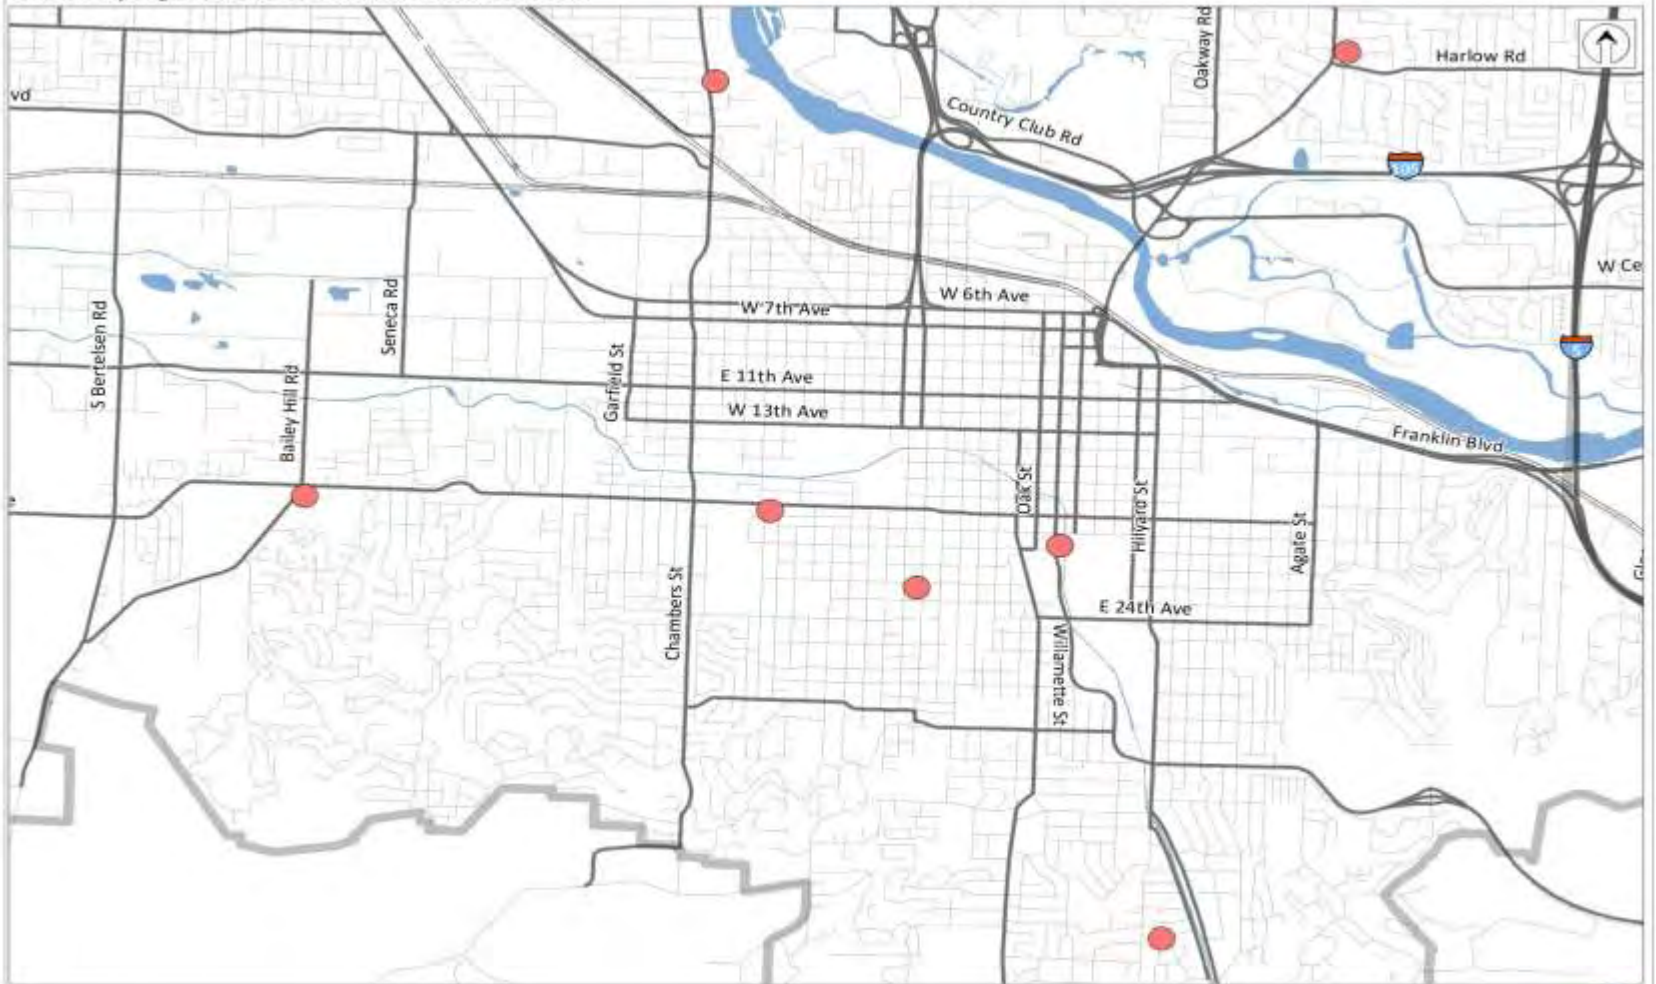 Oakway Rd
Harlow Rd
vd
Country Club Rd
105
W Ce
S Bertelsen Rd
Seneca Rd
W 7th Ave
W 6th Ave
Bailey Hill Rd
Garfield St
5
E 11th Ave
W 13th Ave
Franklin Blvd
Oak St
Hilyard St
Agate St
Chambers St
E 24th Ave
Willamette St